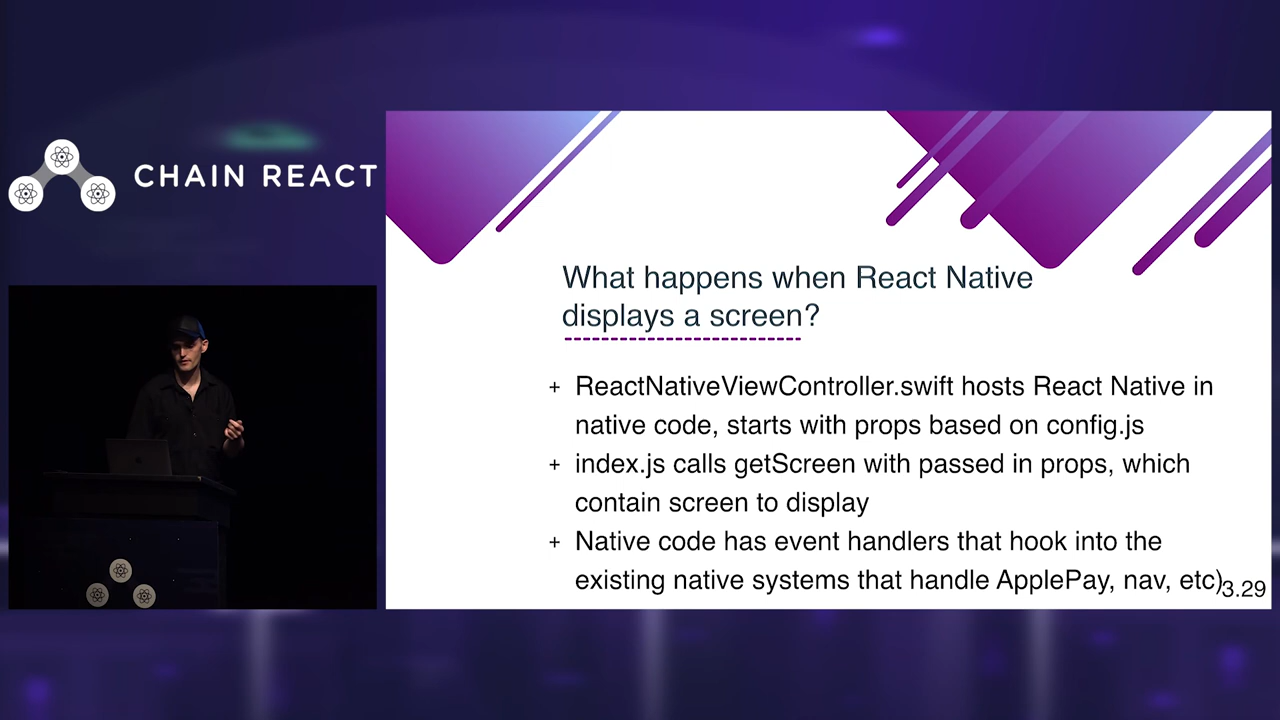 CHAIN REACT
What happens when React Native
displays a screen?
+ ReactNativeViewController.swift hosts React Native in
native code, starts with props based on config.js
+ index.js calls getScreen with passed in props, which
contain screen to display
+ Native code has event handlers that hook into the
existing native systems that handle ApplePay, nav, etc)
3.29